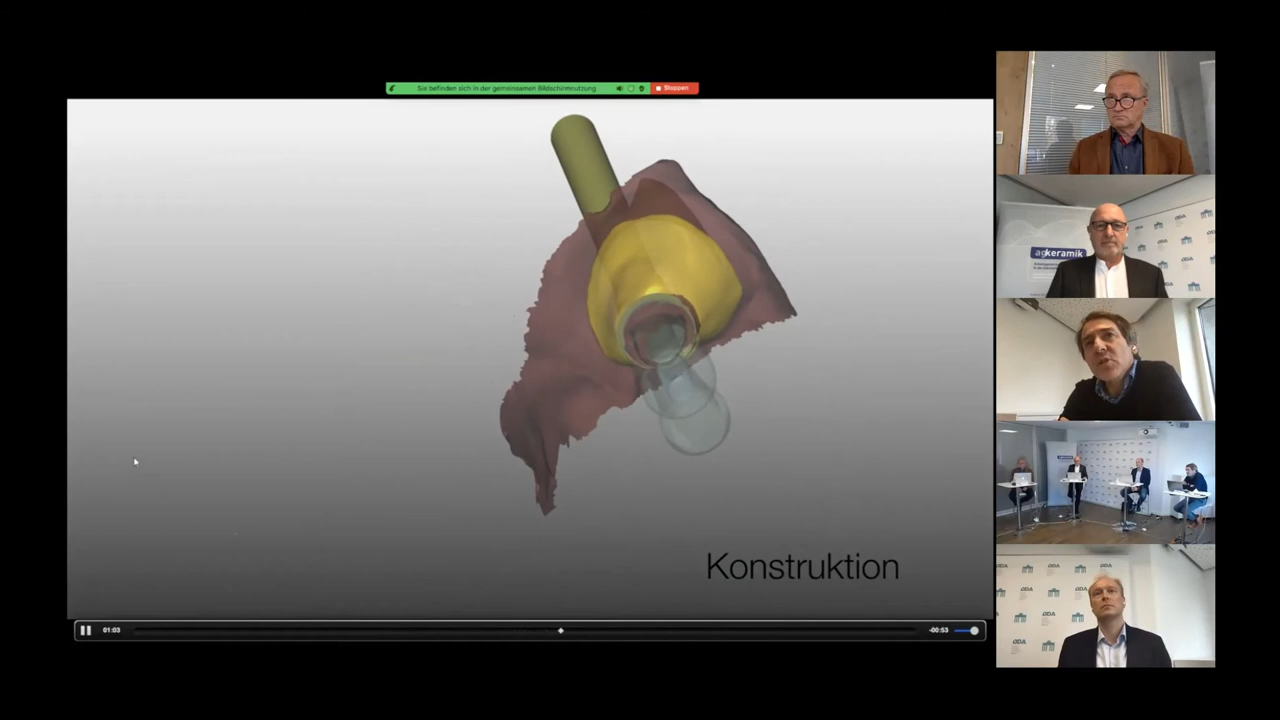 Sie befinden sich in der gemeinsamen Bildschirmnutzung
Stoppen
Konstruktion
01:03
-00:53
agkeramik